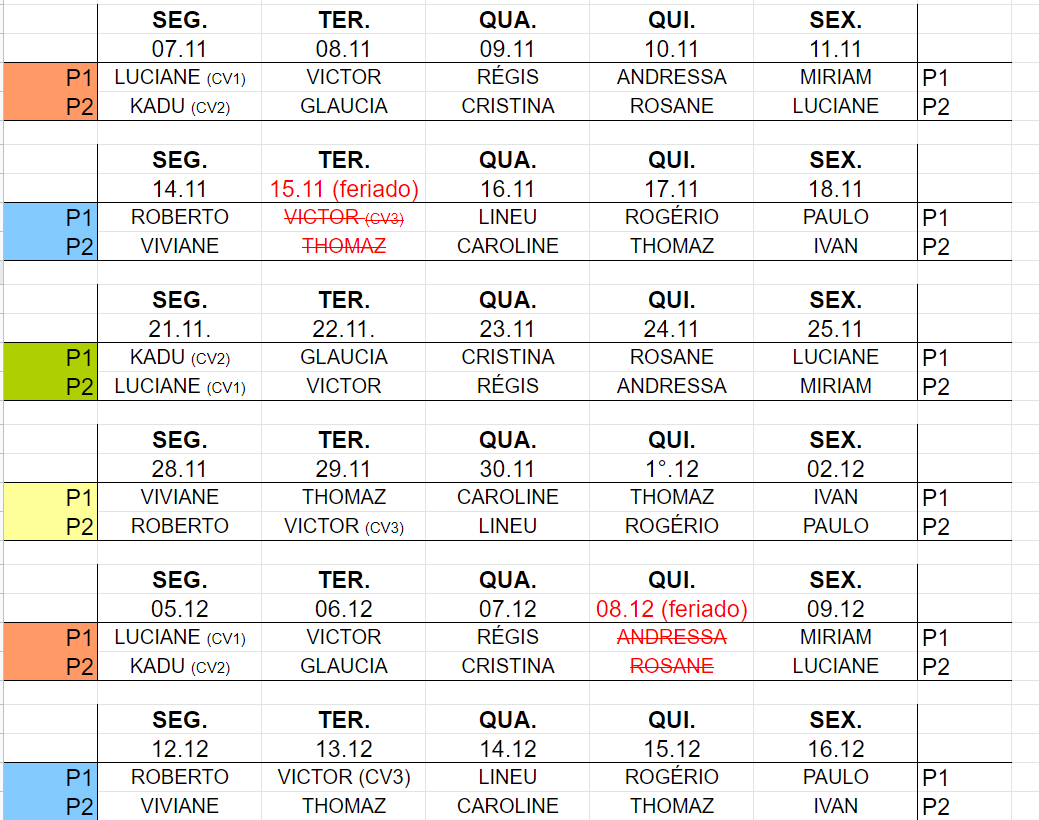 SEG. TER. QUA. QUI. SEX.
07.11 08.11 09.11 10.11 11.11
P1 LUCIANE (CV1) VICTOR RÉGIS ANDRESSA MIRIAM P1
P2 KADU (CV2) GLAUCIA CRISTINA ROSANE LUCIANE P2
SEG. TER. QUA. QUI. SEX.
14.11 15.11 (feriado) 16.11 17.11 18.11
P1 ROBERTO VICTOR (CV3) LINEU ROGÉRIO PAULO P1
P2 VIVIANE THOMAZ CAROLINE THOMAZ IVAN P2
SEG. TER. QUA. QUI. SEX.
21.11. 22.11. 23.11 24.11 25.11
P1 KADU (CV2) GLAUCIA CRISTINA ROSANE LUCIANE P1
P2 LUCIANE (CV1) VICTOR RÉGIS ANDRESSA MIRIAM P2
SEG. TER. QUA. QUI. SEX.
28.11 29.11 30.11 1°.12 02.12
P1 VIVIANE THOMAZ CAROLINE THOMAZ IVAN P1
P2 ROBERTO VICTOR (CV3) LINEU ROGÉRIO PAULO P2
SEG. TER. QUA. QUI. SEX.
05.12 06.12 07.12 08.12 (feriado) 09.12
P1 LUCIANE (CV1) VICTOR RÉGIS ANDRESSA MIRIAM P1
P2 KADU (CV2) GLAUCIA CRISTINA ROSANE LUCIANE P2
SEG. TER. QUA. QUI. SEX.
12.12 13.12 14.12 15.12 16.12
P1 ROBERTO VICTOR (CV3) LINEU ROGÉRIO PAULO P1
P2 VIVIANE THOMAZ CAROLINE THOMAZ IVAN P2